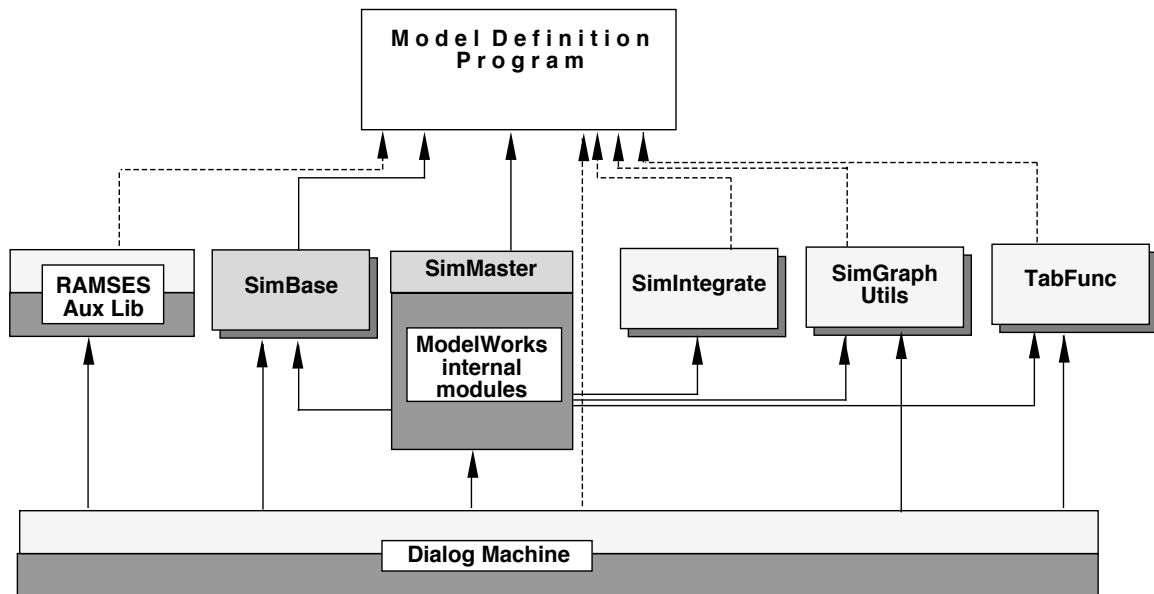 Model Definition
Program
RAMSES
Aux Lib
SimBase
SimMaster
ModelWorks
internal
modules
SimIntegrate
SimGraph
Utils
TabFunc
Dialog Machine